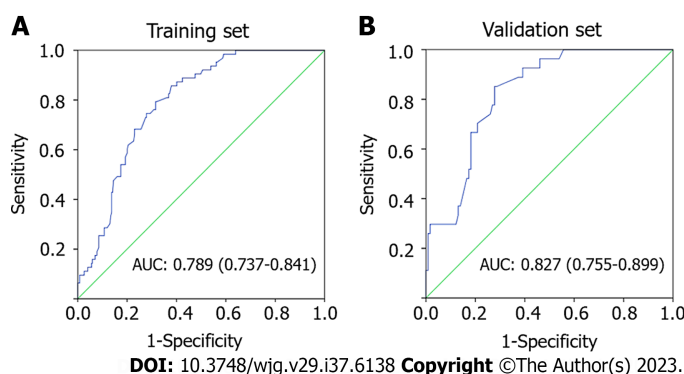 A
Training set
1.0
0.8
0.6
0.4
0.2
Sensitivity
AUC: 0.789 (0.737-0.841)
0.0 0.2 0.4 0.6 0.8 1.0
1-Specificity
B
Validation set
1.0
0.8
0.6
0.4
0.2
Sensitivity
AUC: 0.827 (0.755-0.899)
0.0 0.2 0.4 0.6 0.8 1.0
1-Specificity
DOI: 10.3748/wjg.v29.i37.6138 Copyright ©The Author(s) 2023.